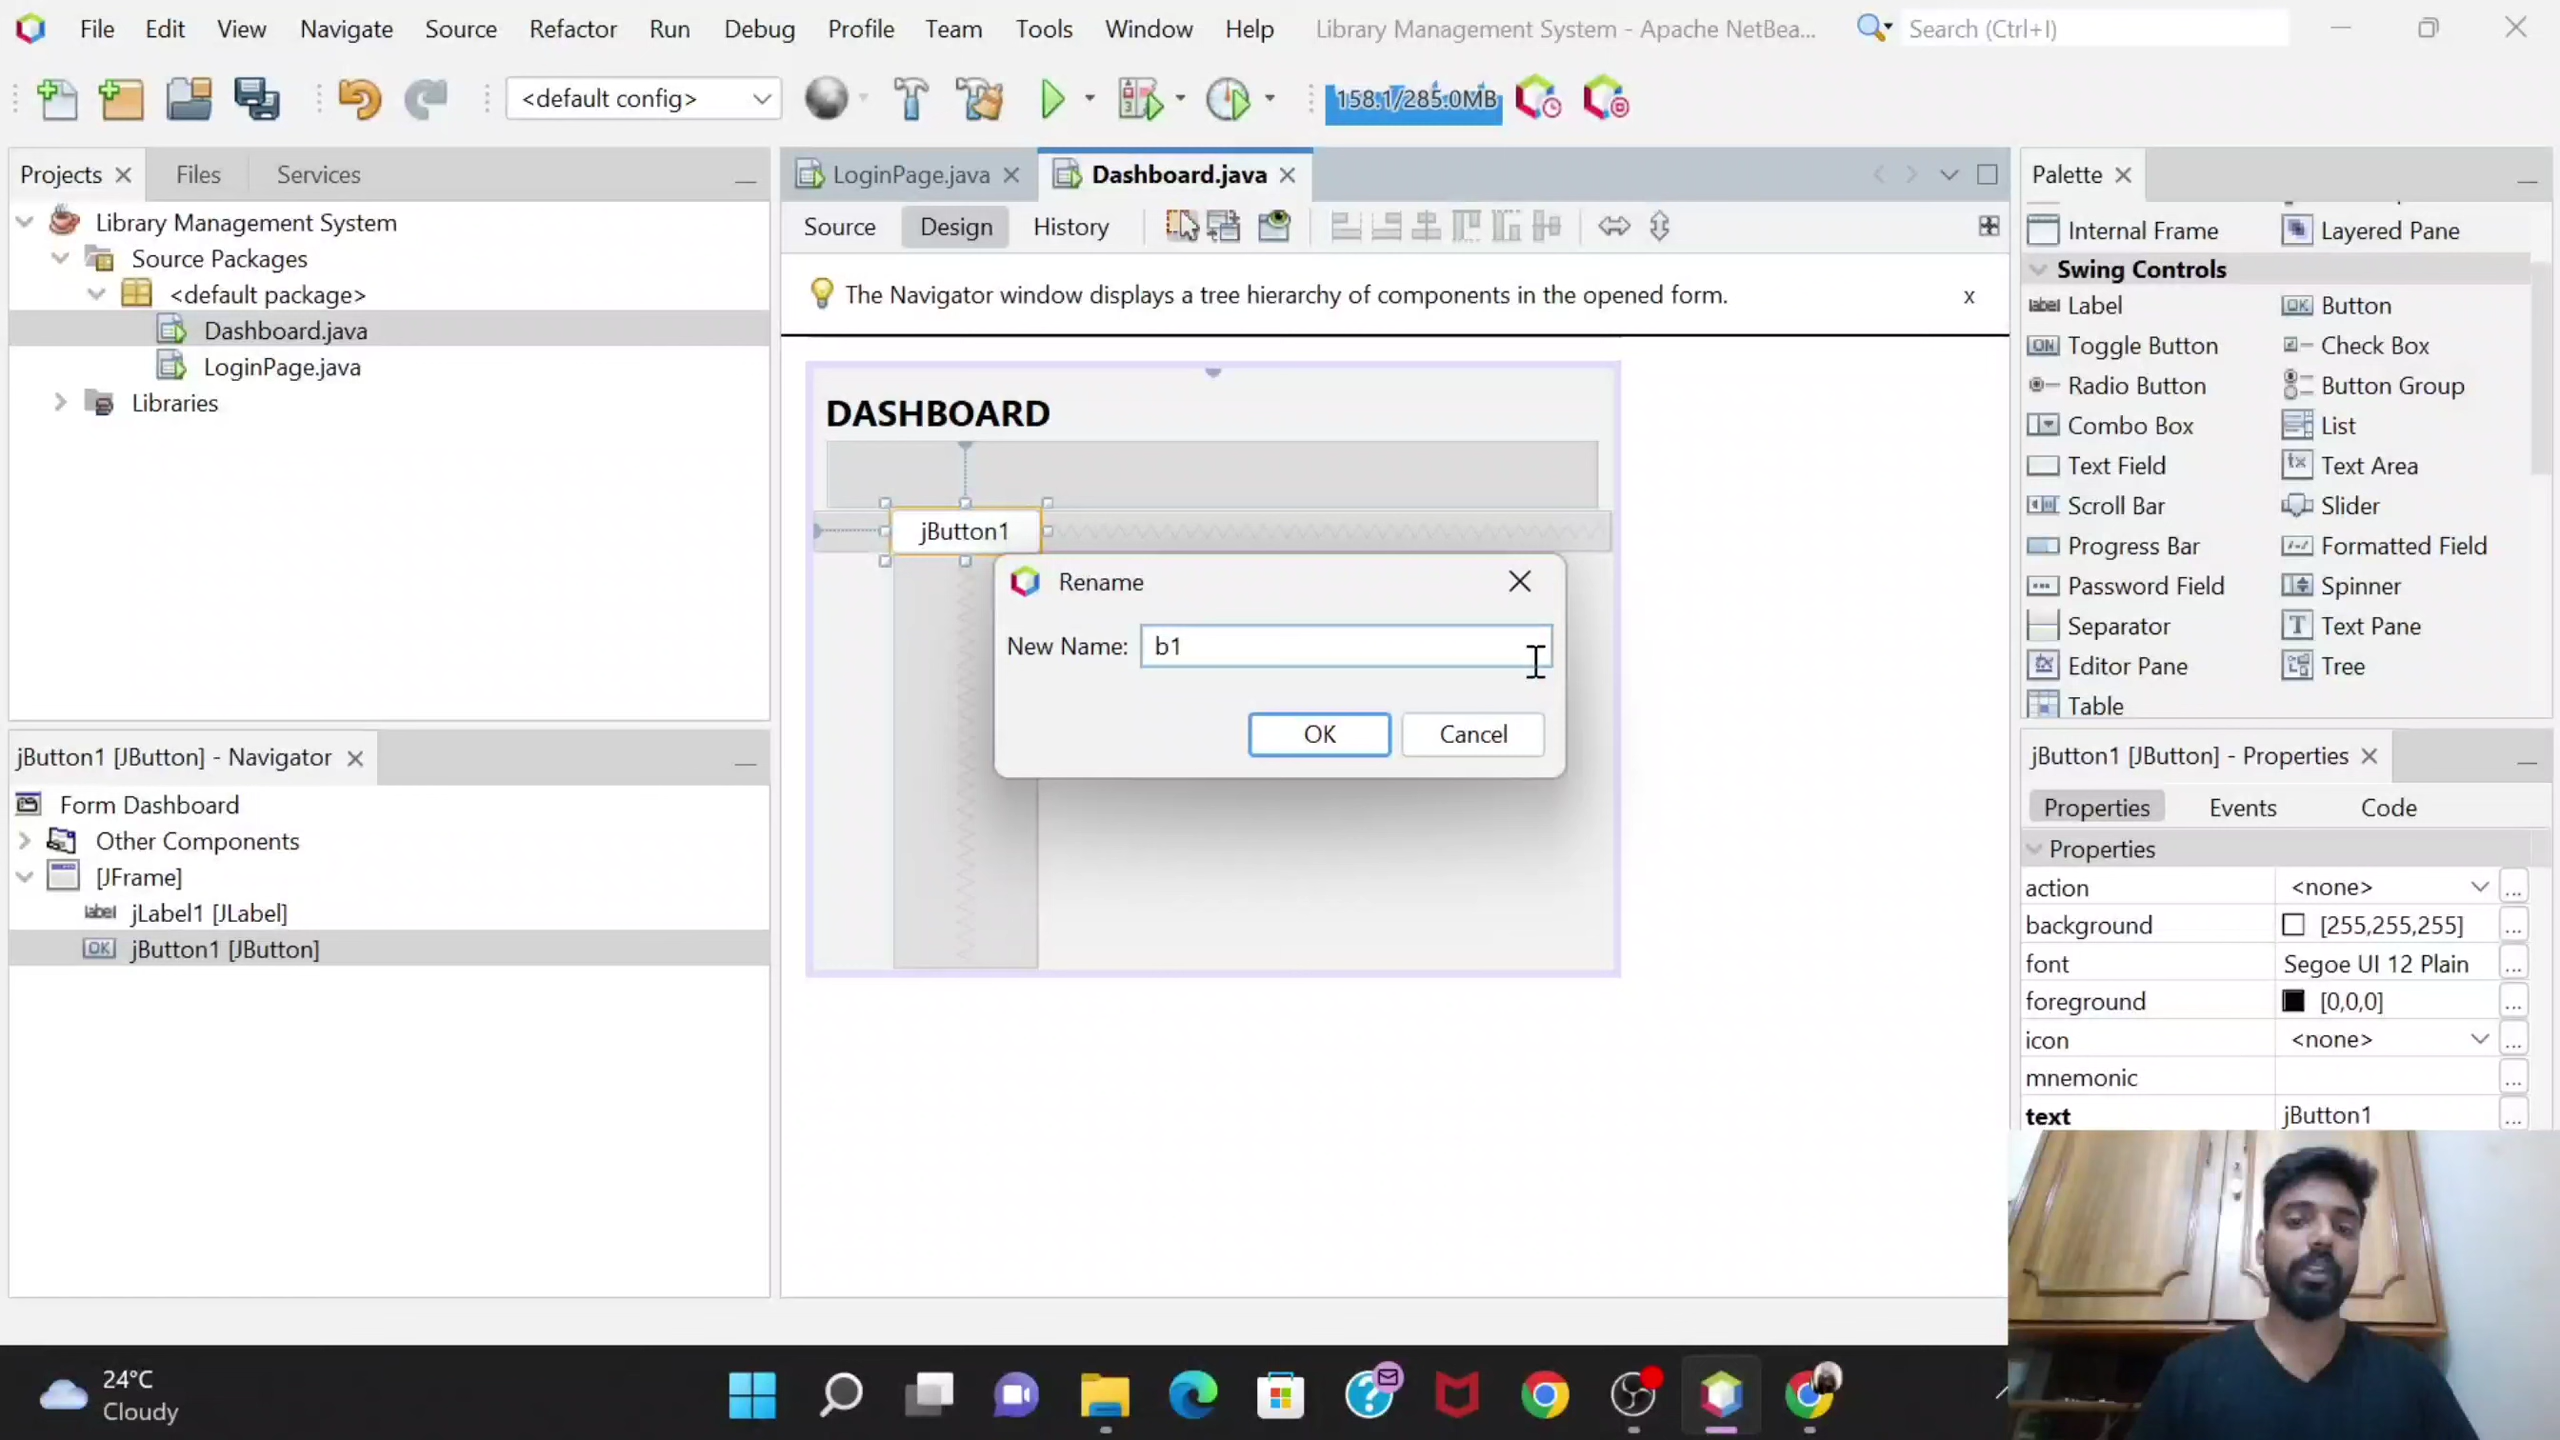 File Edit View Navigate Source Refactor Run Debug Profile Team Tools Window Help Library Management System - Apache NetBea... Search (Ctrl+I)
<default config> 158.1/285.0MB
Projects Files Services
Library Management System
Source Packages
<default package>
Dashboard.java
LoginPage.java
Libraries
jButton1 [JButton] - Navigator
Form Dashboard
Other Components
[JFrame]
label jLabel1 [JLabel]
OK jButton1 [JButton]
LoginPage.java Dashboard.java
Source Design History
The Navigator window displays a tree hierarchy of components in the opened form. x
DASHBOARD
jButton1
Rename
New Name: b1
OK Cancel
Palette
Internal Frame Layered Pane
Swing Controls
label Label OK Button
ON Toggle Button Check Box
Radio Button Button Group
Combo Box List
Text Field Text Area
Scroll Bar Slider
Progress Bar Formatted Field
Password Field Spinner
Separator T Text Pane
Editor Pane Tree
Table
jButton1 [JButton] - Properties
Properties Events Code
Properties
action <none> ...
background [255,255,255] ...
font Segoe UI 12 Plain ...
foreground [0,0,0] ...
icon <none> ...
mnemonic ...
text jButton1 ...
24°C
Cloudy